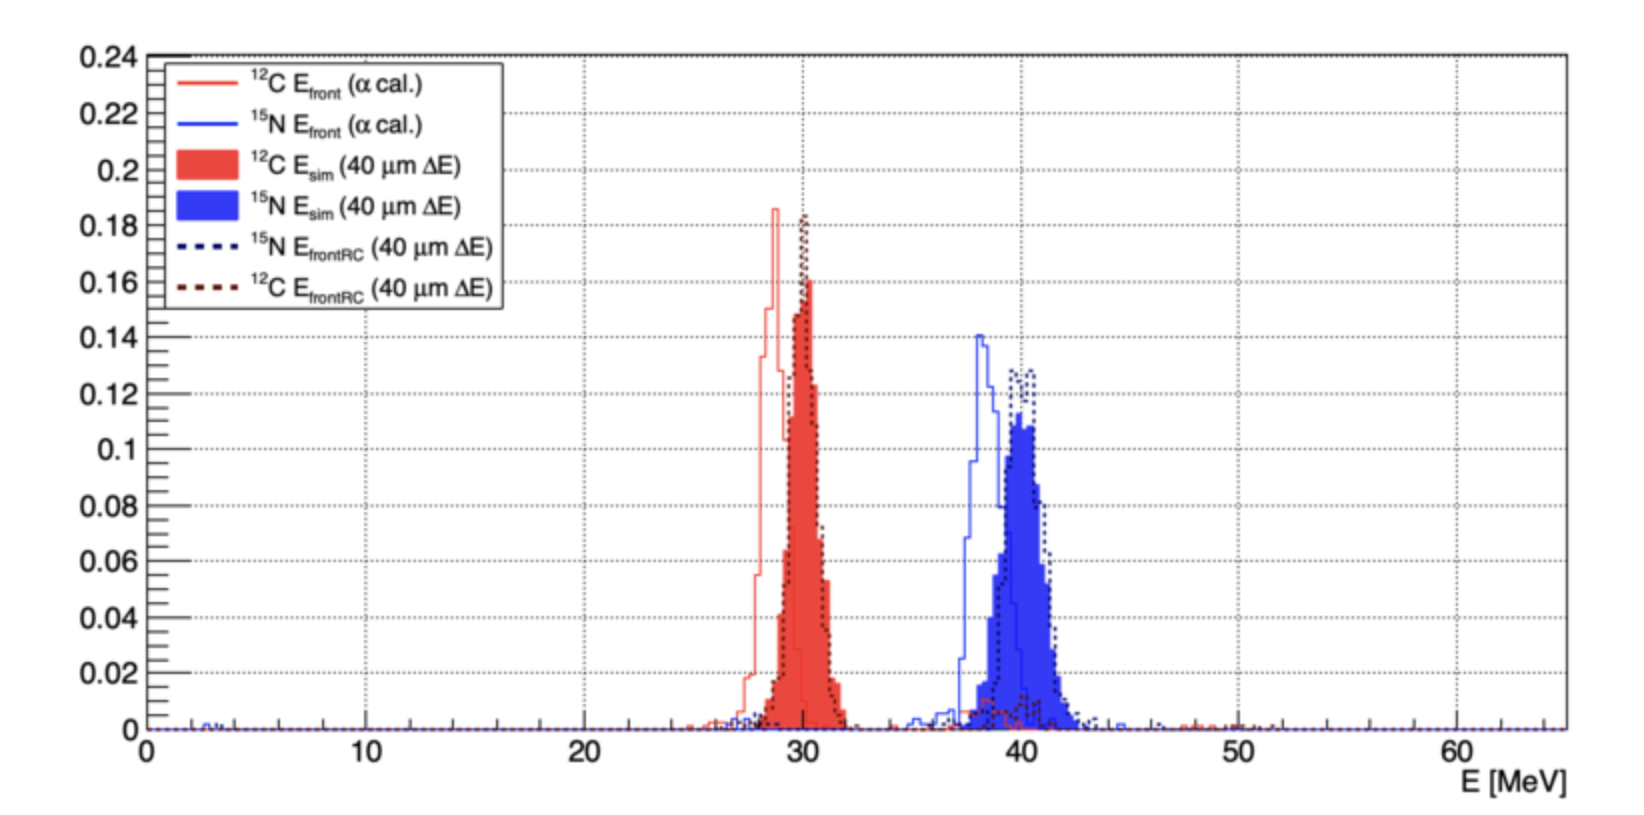 0.24
0.22
0.2
0.18
0.16
0.14
0.12
0.1
0.08
0.06
0.04
0.02
0
¹²C E_front (α cal.)
¹⁵N E_front (α cal.)
¹²C E_sim (40 μm ΔE)
¹⁵N E_sim (40 μm ΔE)
¹⁵N E_frontRC (40 μm ΔE)
¹²C E_frontRC (40 μm ΔE)
0 10 20 30 40 50 60
E [MeV]